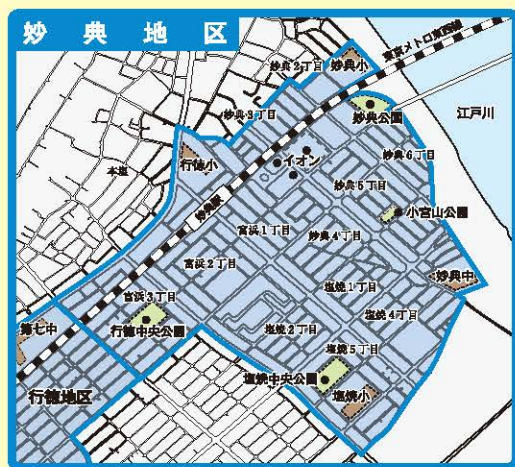 妙典地区
東京メトロ東西線
妙典2丁目
妙典小
妙典公園
江戸川
妙典3丁目
本塩
行徳小
イオン
妙典6丁目
妙典駅
妙典5丁目
小宮山公園
富浜1丁目
妙典4丁目
富浜2丁目
妙典中
塩焼1丁目
富浜3丁目
塩焼4丁目
第七中
行徳中央公園
塩焼2丁目
塩焼5丁目
行徳地区
塩焼中央公園
塩焼小